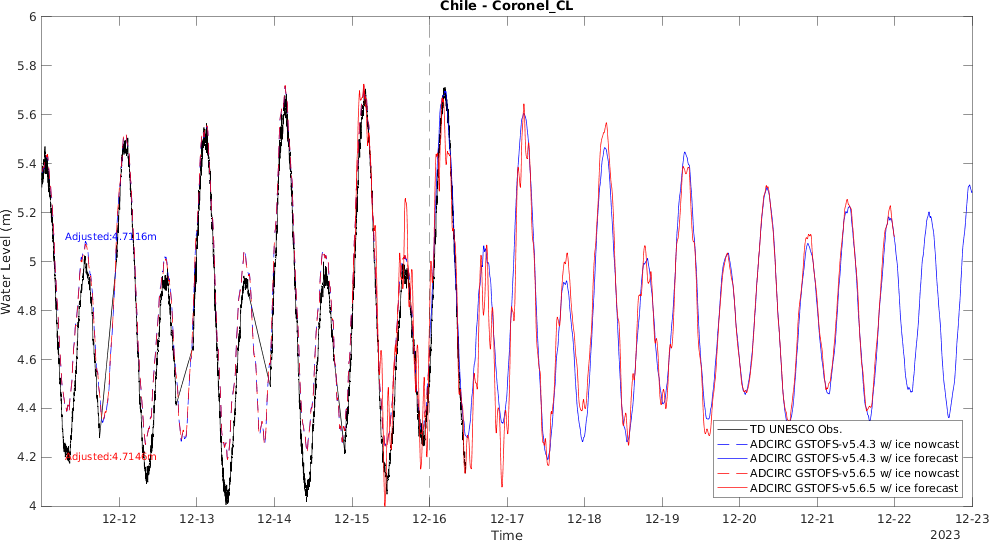 Chile - Coronel_CL
6
5.8
5.6
5.4
5.2
5
4.8
4.6
4.4
4.2
4
Water Level (m)
Adjusted:4.7116m
Adjusted:4.7146m
TD UNESCO Obs.
ADCIRC GSTOFS-v5.4.3 w/ ice nowcast
ADCIRC GSTOFS-v5.4.3 w/ ice forecast
ADCIRC GSTOFS-v5.6.5 w/ ice nowcast
ADCIRC GSTOFS-v5.6.5 w/ ice forecast
12-12 12-13 12-14 12-15 12-16 12-17 12-18 12-19 12-20 12-21 12-22 12-23
Time
2023